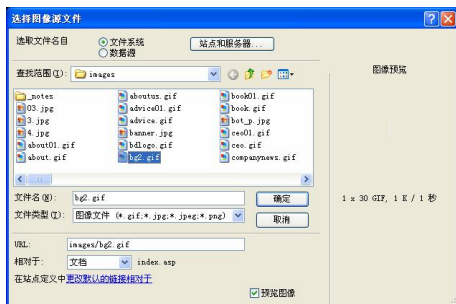 选择图像源文件
选取文件名自 文件系统 站点和服务器...
数据源
查找范围(I): images
图像预览
_notes aboutus.gif book01.gif
03.jpg advice01.gif book.gif
3.jpg advice.gif bot_p.jpg
4.jpg banner.jpg ceo01.gif
about01.gif bdlogo.gif ceo.gif
about.gif bg2.gif companynews.gif
文件名(N): bg2.gif 确定
1 x 30 GIF, 1 K / 1 秒
文件类型(T): 图像文件 (*.gif;*.jpg;*.jpeg;*.png) 取消
URL: images/bg2.gif
相对于: 文档 index.asp
在站点定义中更改默认的链接相对于
预览图像